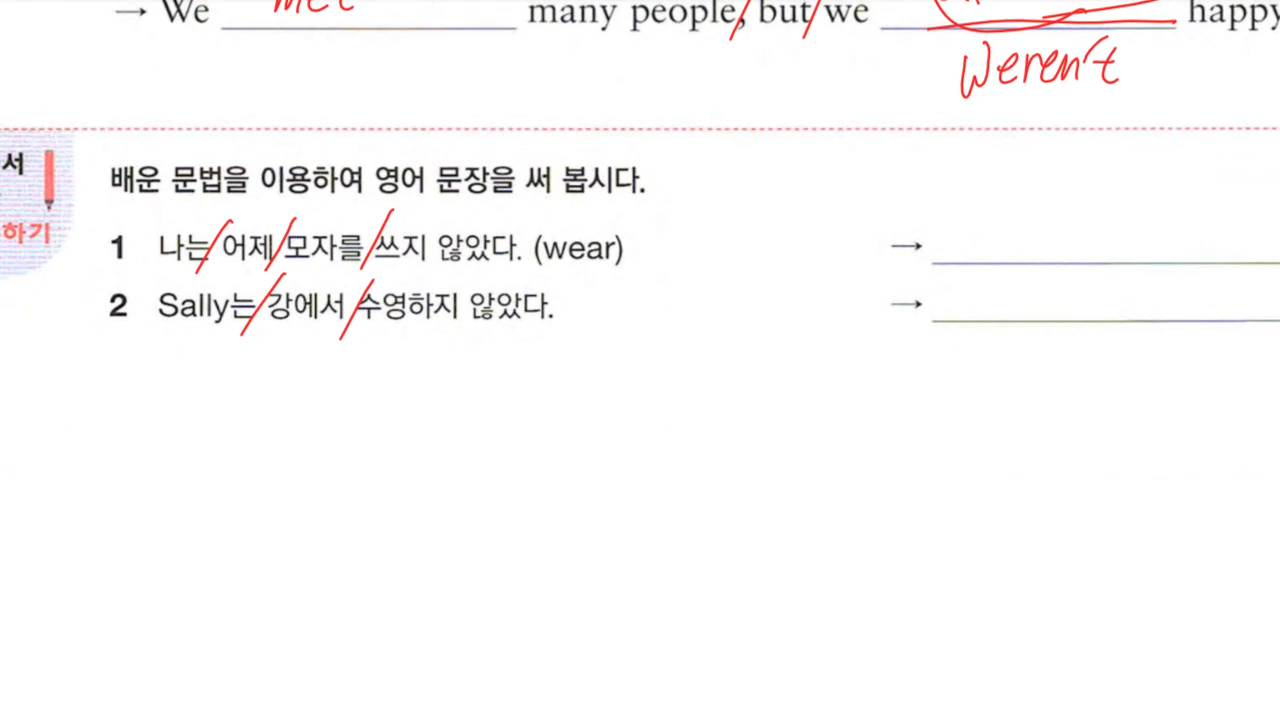 → We met many people, but we happy
weren't
서
배운 문법을 이용하여 영어 문장을 써 봅시다.
하기
1 나는 어제 모자를 쓰지 않았다. (wear) →
2 Sally는 강에서 수영하지 않았다. →